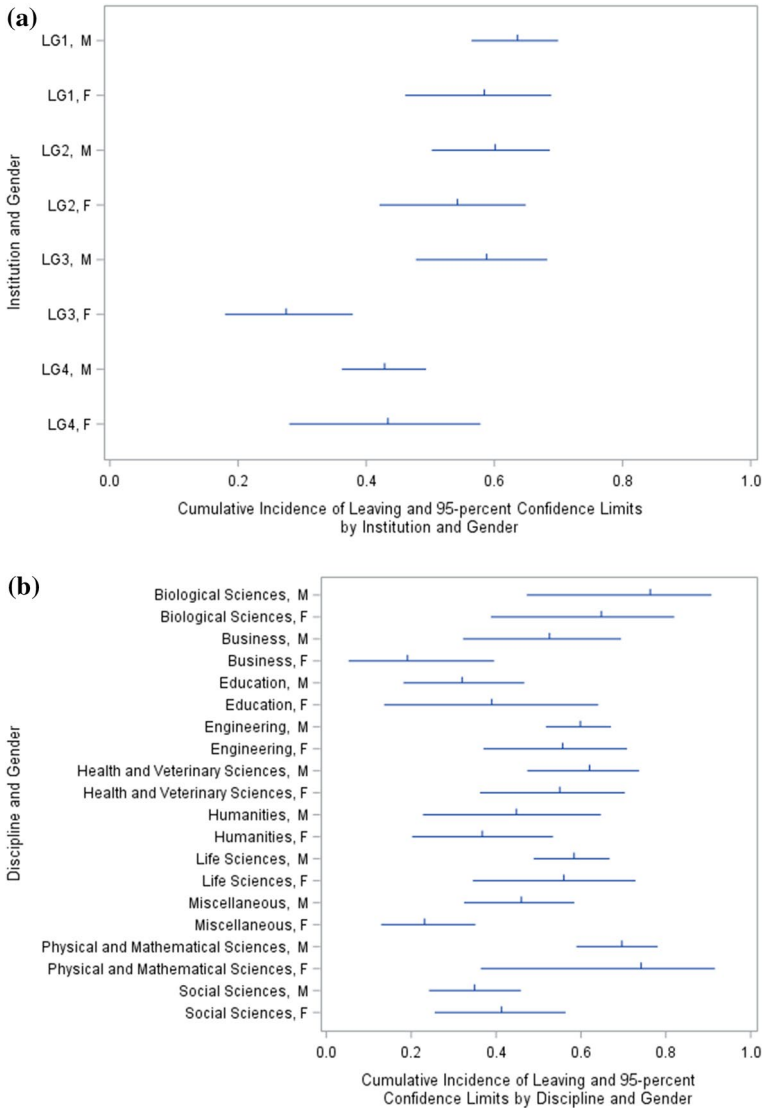 (a)
LG1, M
LG1, F
LG2, M
LG2, F
LG3, M
LG3, F
LG4, M
LG4, F
Institution and Gender
0.0 0.2 0.4 0.6 0.8 1.0
Cumulative Incidence of Leaving and 95-percent Confidence Limits
by Institution and Gender
(b)
Biological Sciences, M
Biological Sciences, F
Business, M
Business, F
Education, M
Education, F
Engineering, M
Engineering, F
Health and Veterinary Sciences, M
Health and Veterinary Sciences, F
Humanities, M
Humanities, F
Life Sciences, M
Life Sciences, F
Miscellaneous, M
Miscellaneous, F
Physical and Mathematical Sciences, M
Physical and Mathematical Sciences, F
Social Sciences, M
Social Sciences, F
Discipline and Gender
0.0 0.2 0.4 0.6 0.8 1.0
Cumulative Incidence of Leaving and 95-percent
Confidence Limits by Discipline and Gender